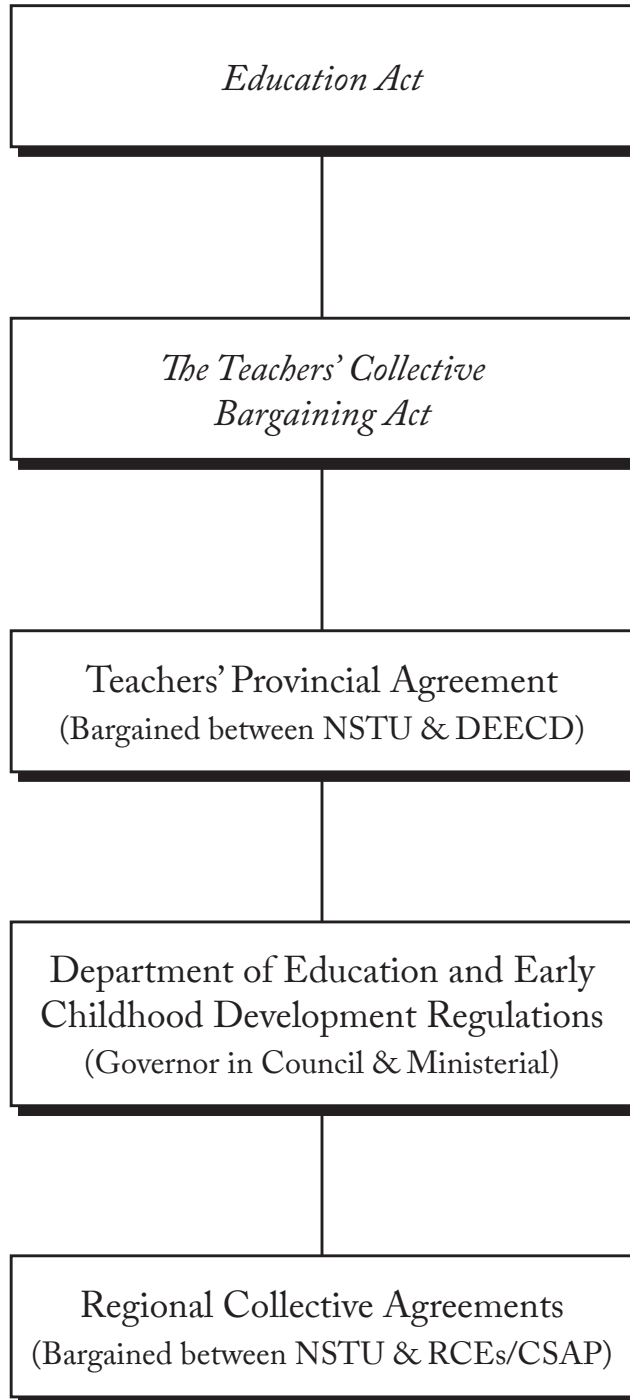 Education Act
The Teachers’ Collective
Bargaining Act
Teachers’ Provincial Agreement
(Bargained between NSTU & DEECD)
Department of Education and Early
Childhood Development Regulations
(Governor in Council & Ministerial)
Regional Collective Agreements
(Bargained between NSTU & RCEs/CSAP)